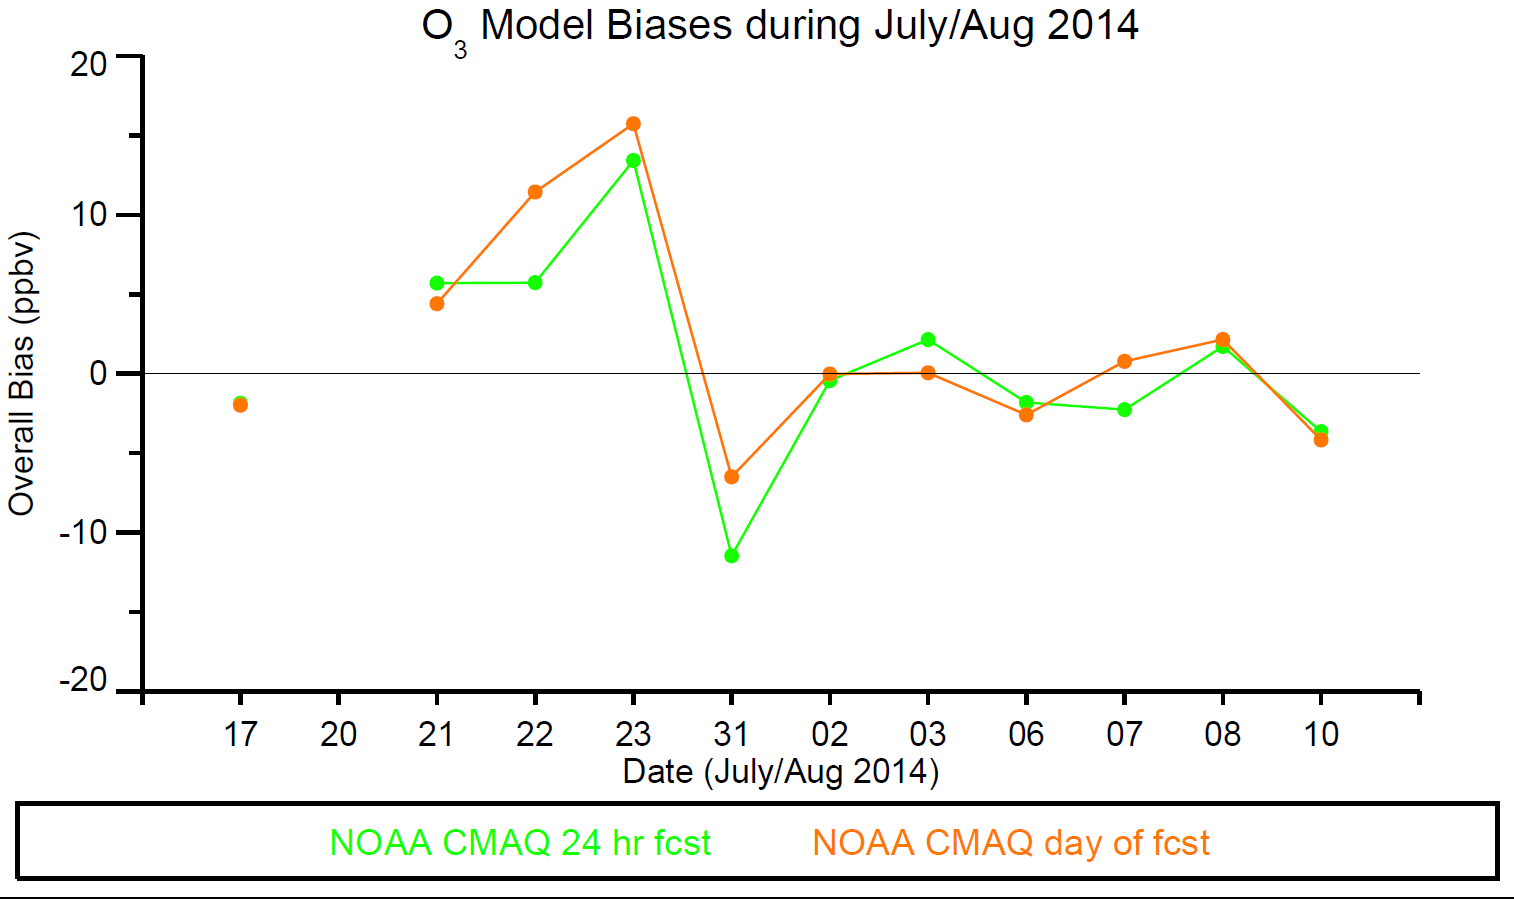 O3 Model Biases during July/Aug 2014
20
10
0
-10
-20
Overall Bias (ppbv)
17 20 21 22 23 31 02 03 06 07 08 10
Date (July/Aug 2014)
NOAA CMAQ 24 hr fcst NOAA CMAQ day of fcst